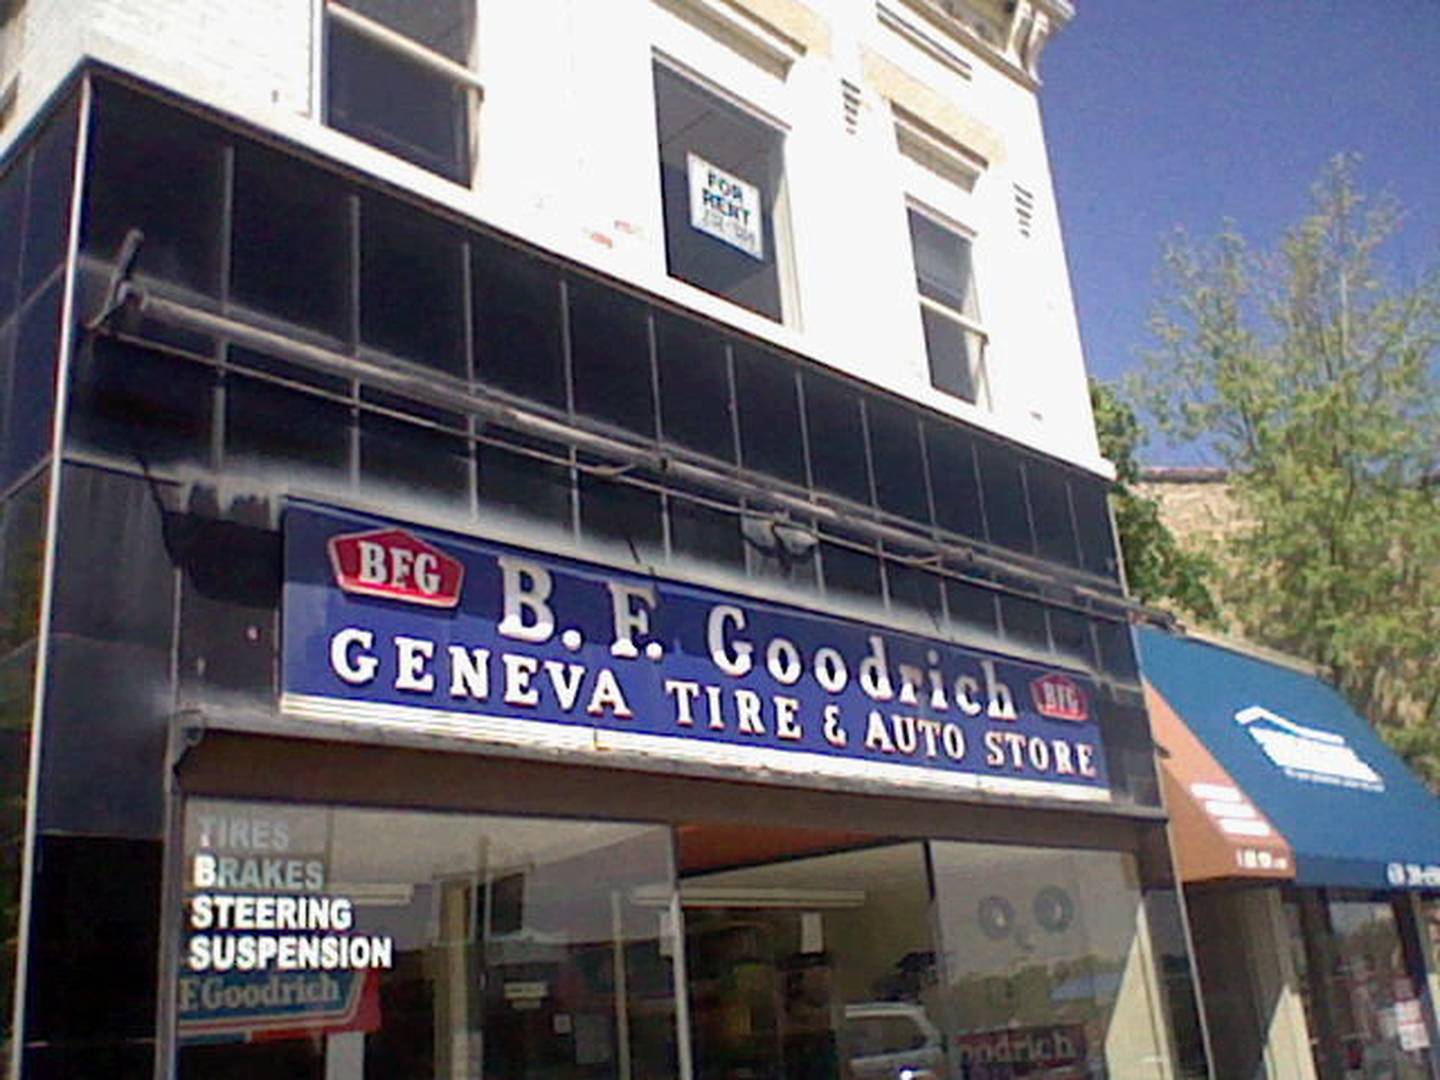 FOR
RENT
BFG
B. F. Goodrich
BFG
GENEVA TIRE & AUTO STORE
TIRES
BRAKES
STEERING
SUSPENSION
F.Goodrich
oodrich